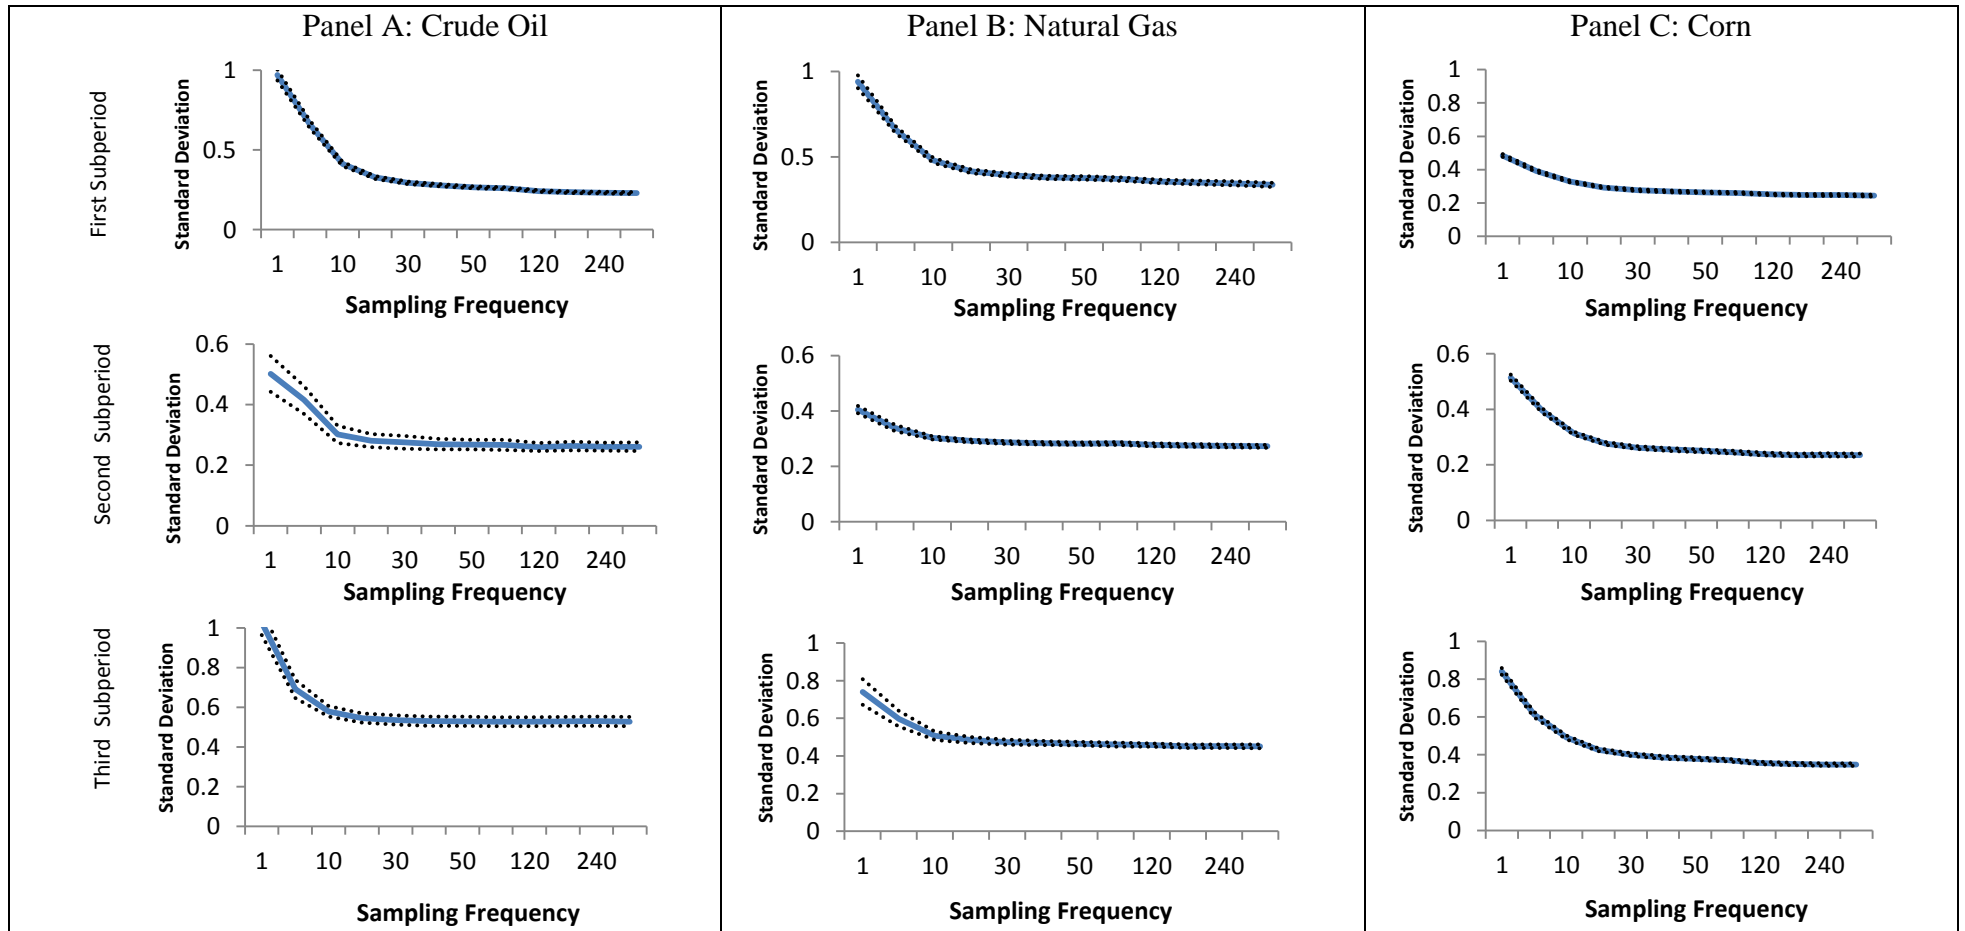 Panel A: Crude Oil
First Subperiod
Standard Deviation
1
0.5
0
1 10 30 50 120 240
Sampling Frequency
Second Subperiod
Standard Deviation
0.6
0.4
0.2
0
1 10 30 50 120 240
Sampling Frequency
Third Subperiod
Standard Deviation
1
0.8
0.6
0.4
0.2
0
1 10 30 50 120 240
Sampling Frequency
Panel B: Natural Gas
Standard Deviation
1
0.5
0
1 10 30 50 120 240
Sampling Frequency
Standard Deviation
0.6
0.4
0.2
0
1 10 30 50 120 240
Sampling Frequency
Standard Deviation
1
0.8
0.6
0.4
0.2
0
1 10 30 50 120 240
Sampling Frequency
Panel C: Corn
Standard Deviation
1
0.8
0.6
0.4
0.2
0
1 10 30 50 120 240
Sampling Frequency
Standard Deviation
0.6
0.4
0.2
0
1 10 30 50 120 240
Sampling Frequency
Standard Deviation
1
0.8
0.6
0.4
0.2
0
1 10 30 50 120 240
Sampling Frequency